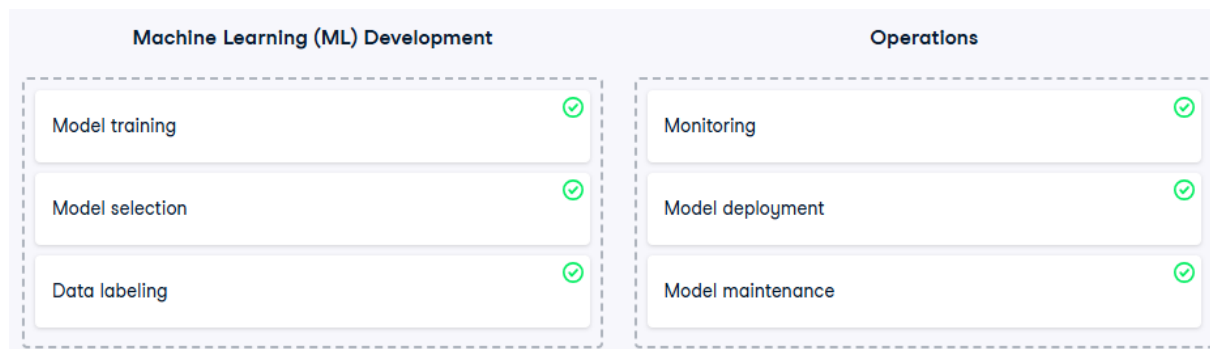 Machine Learning (ML) Development
Operations
Model training
Monitoring
Model selection
Model deployment
Data labeling
Model maintenance